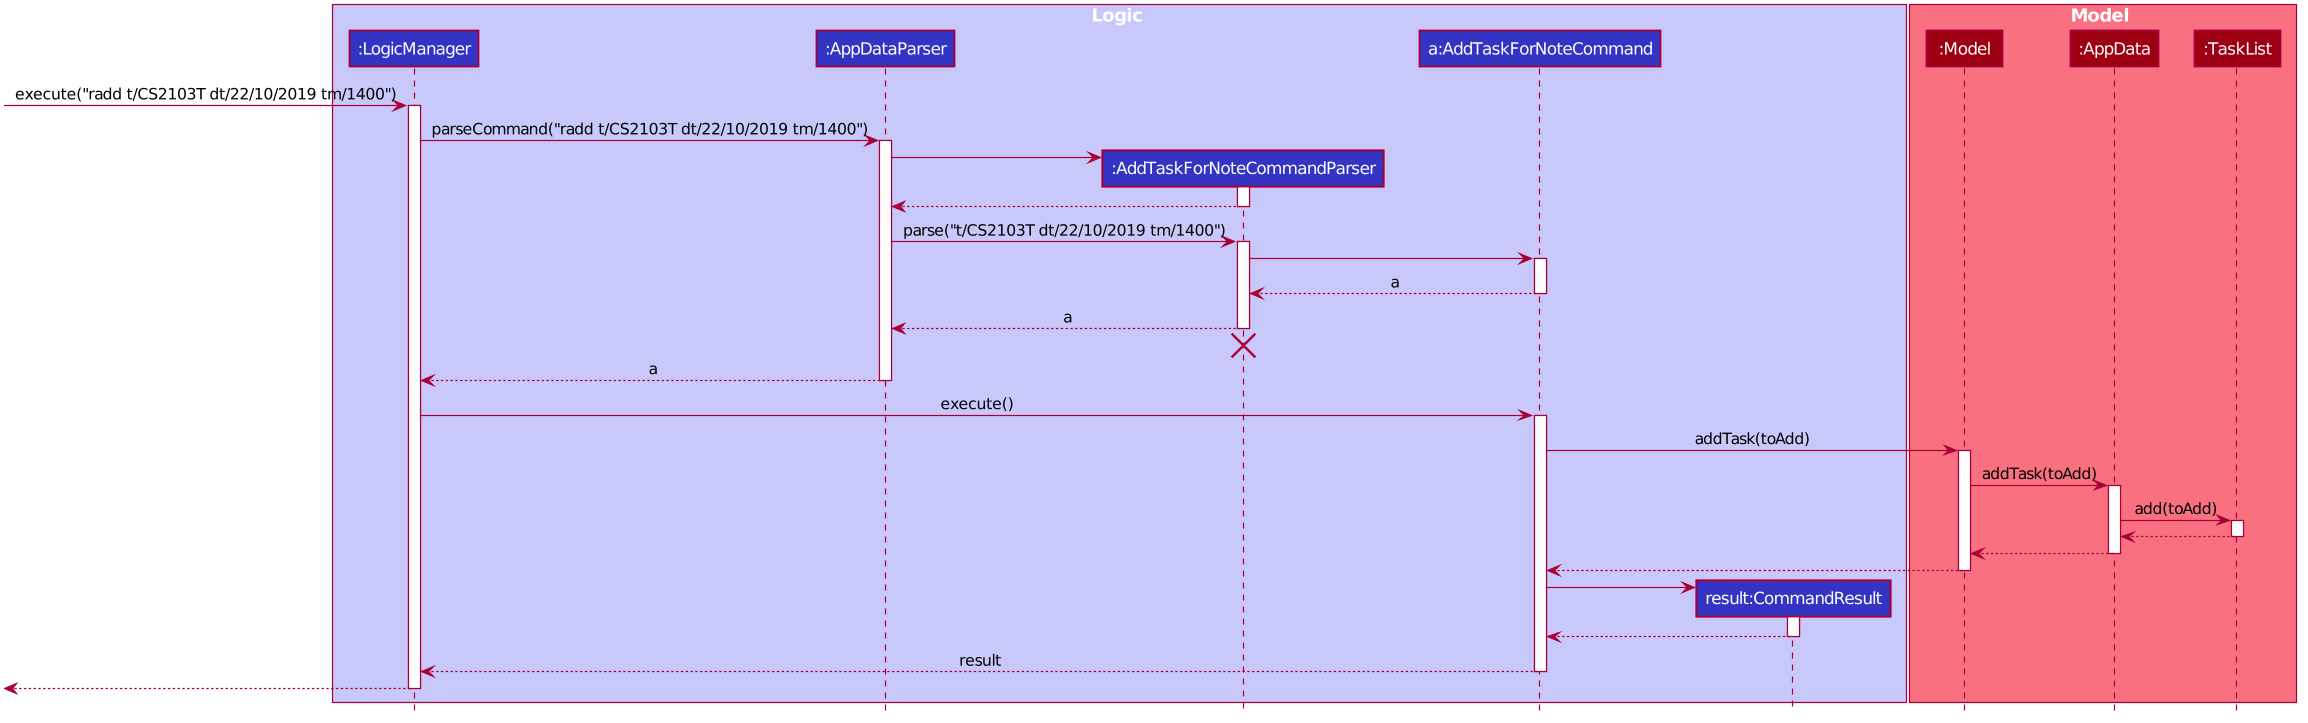 Logic
Model
:LogicManager
:AppDataParser
a:AddTaskForNoteCommand
:Model
:AppData
:TaskList
execute("radd t/CS2103T dt/22/10/2019 tm/1400")
parseCommand("radd t/CS2103T dt/22/10/2019 tm/1400")
:AddTaskForNoteCommandParser
parse("t/CS2103T dt/22/10/2019 tm/1400")
a
a
a
execute()
addTask(toAdd)
addTask(toAdd)
add(toAdd)
result:CommandResult
result